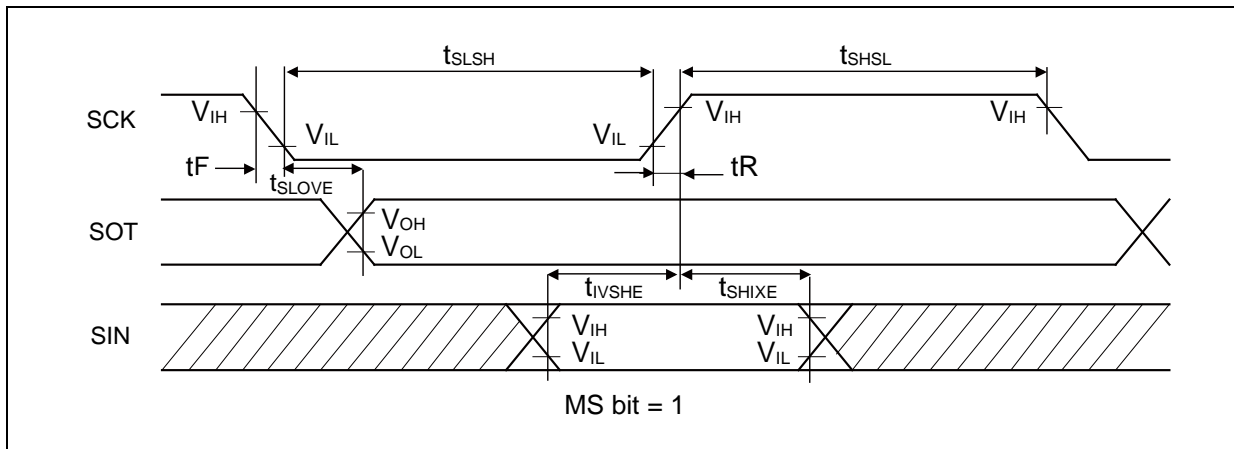 tSLSH
tSHSL
SCK
VIH
VIL
VIL
VIH
VIH
tF
tSLOVE
tR
SOT
VOH
VOL
tIVSHE
tSHIXE
SIN
VIH
VIL
VIH
VIL
MS bit = 1